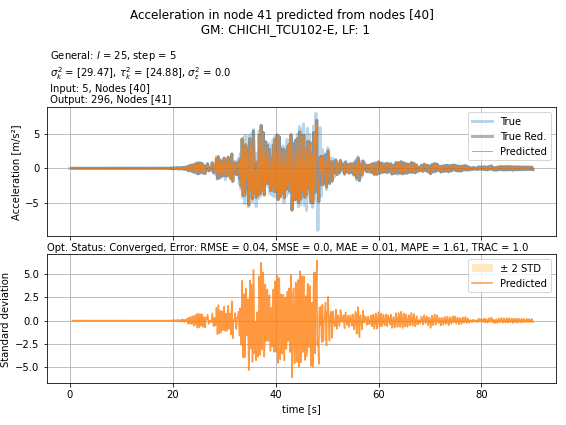 Acceleration in node 41 predicted from nodes [40]
GM: CHICHI_TCU102-E, LF: 1
General: l = 25, step = 5
σ²ₖ = [29.47], τ²ₖ = [24.88], σ²ₑ = 0.0
Input: 5, Nodes [40]
Output: 296, Nodes [41]
Acceleration [m/s²]
5
0
−5
True
True Red.
Predicted
Opt. Status: Converged, Error: RMSE = 0.04, SMSE = 0.0, MAE = 0.01, MAPE = 1.61, TRAC = 1.0
Standard deviation
5.0
2.5
0.0
−2.5
−5.0
± 2 STD
Predicted
0 20 40 60 80
time [s]